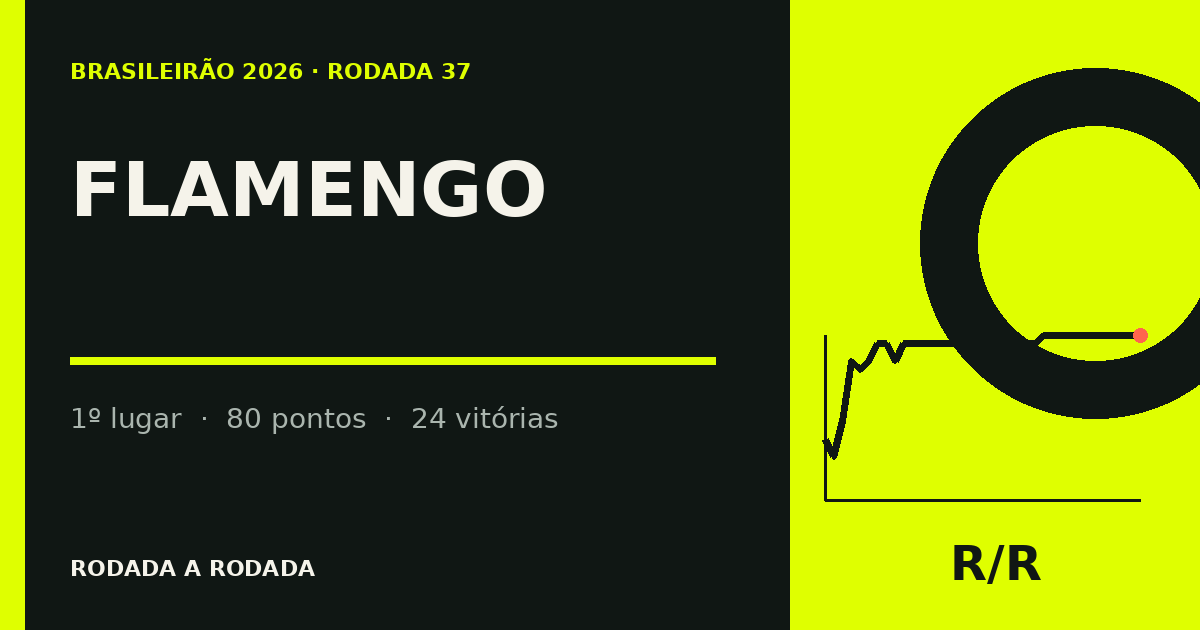 BRASILEIRÃO 2026 · RODADA 37
FLAMENGO
1º lugar · 80 pontos · 24 vitórias
RODADA A RODADA
R/R